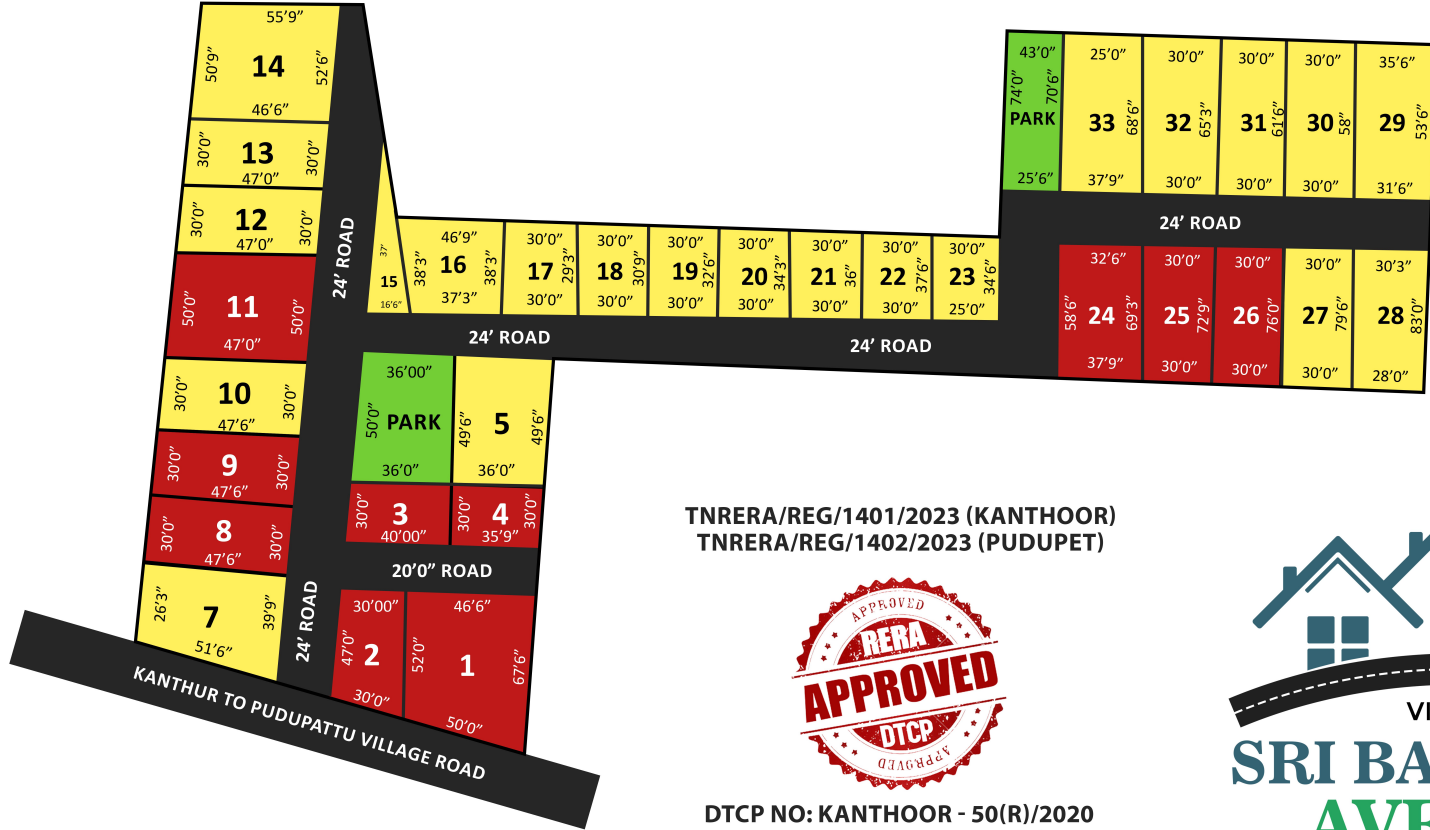 55’9”
50’9” 14 52’6”
46’6”
30’0” 13 30’0”
47’0”
30’0” 12 30’0”
47’0”
50’0” 11 50’0”
47’0”
30’0” 10 30’0”
47’6”
30’0” 9 30’0”
47’6”
30’0” 8 30’0”
47’6”
26’3” 7 39’9”
51’6”
24’ ROAD
24’ ROAD
37’
15
16’6”
46’9”
38’3” 16 38’3”
37’3”
30’0”
17 29’3”
30’0”
30’0”
18 30’9”
30’0”
30’0”
19 32’6”
30’0”
30’0”
20 34’3”
30’0”
30’0”
21 36”
30’0”
30’0”
22 37’6”
30’0”
30’0”
23 34’6”
25’0”
24’ ROAD
24’ ROAD
43’0”
74’0” 70’6”
PARK
25’6”
25’0”
33 68’6”
37’9”
30’0”
32 65’3”
30’0”
30’0”
31 61’6”
30’0”
30’0”
30 58”
30’0”
35’6”
29 53’6”
31’6”
24’ ROAD
32’6”
58’6” 24 69’3”
37’9”
30’0”
25 72’9”
30’0”
30’0”
26 76’0”
30’0”
30’0”
27 79’6”
30’0”
30’3”
28 83’0”
28’0”
36’00”
50’0” PARK
36’0”
49’6” 5 49’6”
36’0”
30’0” 3
40’00”
30’0” 4 30’0”
35’9”
20’0” ROAD
30’00”
47’0” 2
30’0”
46’6”
52’0” 1 67’6”
50’0”
KANTHUR TO PUDUPATTU VILLAGE ROAD
TNRERA/REG/1401/2023 (KANTHOOR)
TNRERA/REG/1402/2023 (PUDUPET)
APPROVED
RERA
APPROVED
DTCP
APPROVED
DTCP NO: KANTHOOR - 50(R)/2020
SRI BA